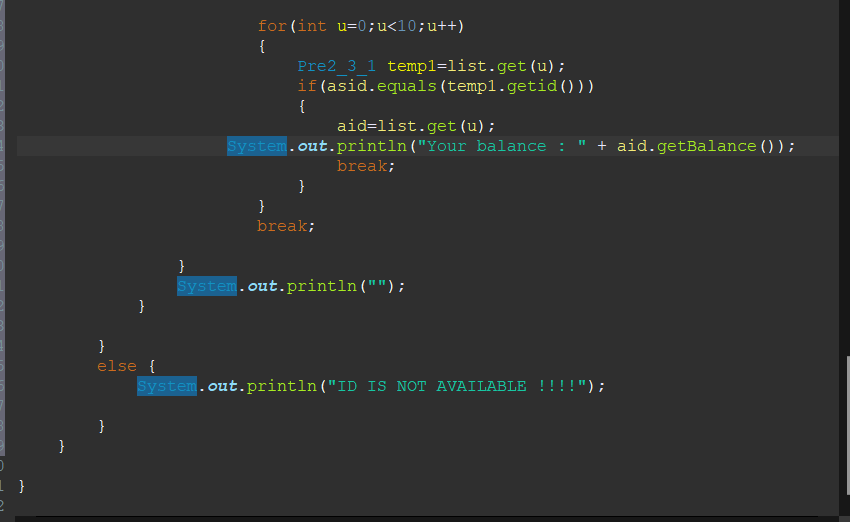 for(int u=0;u<10;u++)
{
Pre2_3_1 temp1=list.get(u);
if(asid.equals(temp1.getid()))
{
aid=list.get(u);
System.out.println("Your balance : " + aid.getBalance());
break;
}
}
break;
}
System.out.println("");
}
}
else {
System.out.println("ID IS NOT AVAILABLE !!!!");
}
}
}